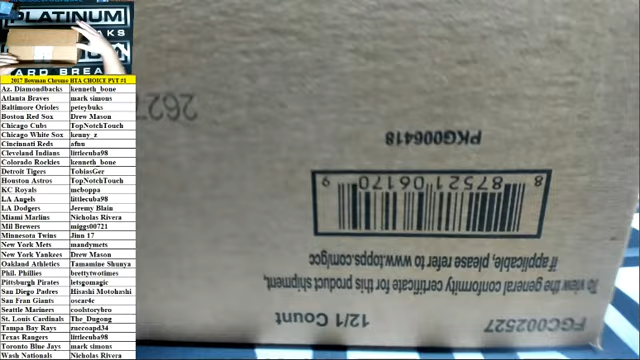 PLATINUM
AKS
ARD BREA
2017 Bowman Chrome HTA CHOICE PYT #1
Az. Diamondbacks kenneth_bone
Atlanta Braves mark simons
Baltimore Orioles peteybuks
Boston Red Sox Drew Mason
Chicago Cubs TopNotchTouch
Chicago White Sox kenny_z
Cincinnati Reds afnn
Cleveland Indians littlecuba98
Colorado Rockies kenneth_bone
Detroit Tigers TobiasGer
Houston Astros TopNotchTouch
KC Royals mcboppa
LA Angels littlecuba98
LA Dodgers Jeremy Blain
Miami Marlins Nicholas Rivera
Mil Brewers miggs00721
Minnesota Twins Jinn 17
New York Mets mandymets
New York Yankees Drew Mason
Oakland Athletics Tamamine Shunya
Phil. Phillies brettytwotimes
Pittsburgh Pirates letsgomagic
San Diego Padres Hisashi Motohashi
San Fran Giants oscar4c
Seattle Mariners coolstorybro
St. Louis Cardinals The_Dugong
Tampa Bay Rays zuccoapd34
Texas Rangers littlecuba98
Toronto Blue Jays mark simons
Wash Nationals Nicholas Rivera
FGC002527 12/1 Count
To view the general conformity certificate for this product shipment,
if applicable, please refer to www.topps.com/gcc
8 87521 06170
PKG006418
2627